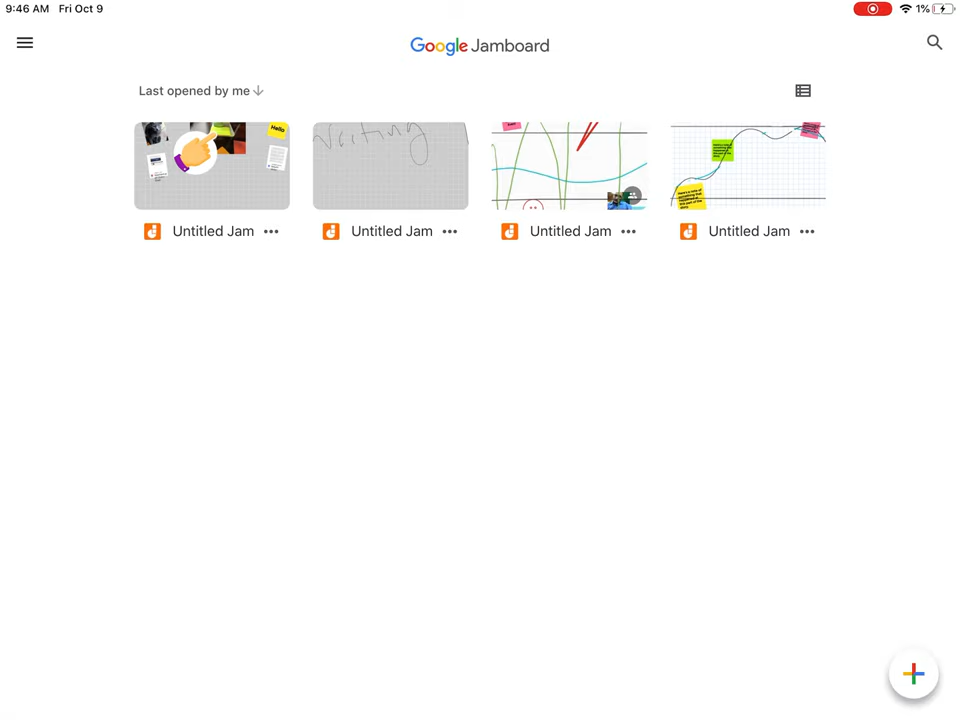 9:46 AM Fri Oct 9 1%
Google Jamboard
Last opened by me
Hello
Writing
Untitled Jam
Untitled Jam
Untitled Jam
Untitled Jam